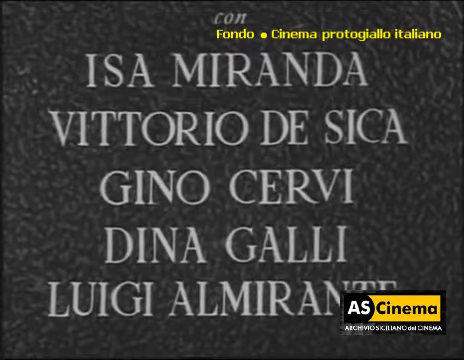 con
Fondo • Cinema protogiallo italiano
ISA MIRANDA
VITTORIO DE SICA
GINO CERVI
DINA GALLI
LUIGI ALMIRANTE
AS Cinema
ARCHIVIO SICILIANO del CINEMA